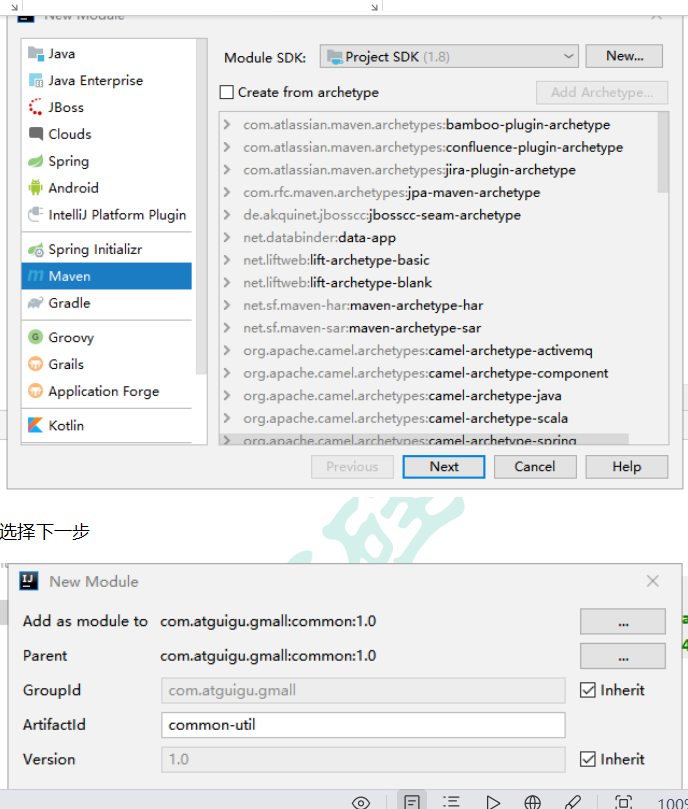 New Module
Java
Java Enterprise
JBoss
Clouds
Spring
Android
IntelliJ Platform Plugin
Spring Initializr
Maven
Gradle
Groovy
Grails
Application Forge
Kotlin
Module SDK: Project SDK (1.8) New...
Create from archetype Add Archetype...
com.atlassian.maven.archetypes:bamboo-plugin-archetype
com.atlassian.maven.archetypes:confluence-plugin-archetype
com.atlassian.maven.archetypes:jira-plugin-archetype
com.rfc.maven.archetypes:jpa-maven-archetype
de.akquinet.jbosscc:jbosscc-seam-archetype
net.databinder:data-app
net.liftweb:lift-archetype-basic
net.liftweb:lift-archetype-blank
net.sf.maven-har:maven-archetype-har
net.sf.maven-sar:maven-archetype-sar
org.apache.camel.archetypes:camel-archetype-activemq
org.apache.camel.archetypes:camel-archetype-component
org.apache.camel.archetypes:camel-archetype-java
org.apache.camel.archetypes:camel-archetype-scala
org.apache.camel.archetypes:camel-archetype-spring
Previous Next Cancel Help
选择下一步
New Module
Add as module to com.atguigu.gmall:common:1.0 ...
Parent com.atguigu.gmall:common:1.0 ...
GroupId com.atguigu.gmall Inherit
ArtifactId common-util
Version 1.0 Inherit
100%